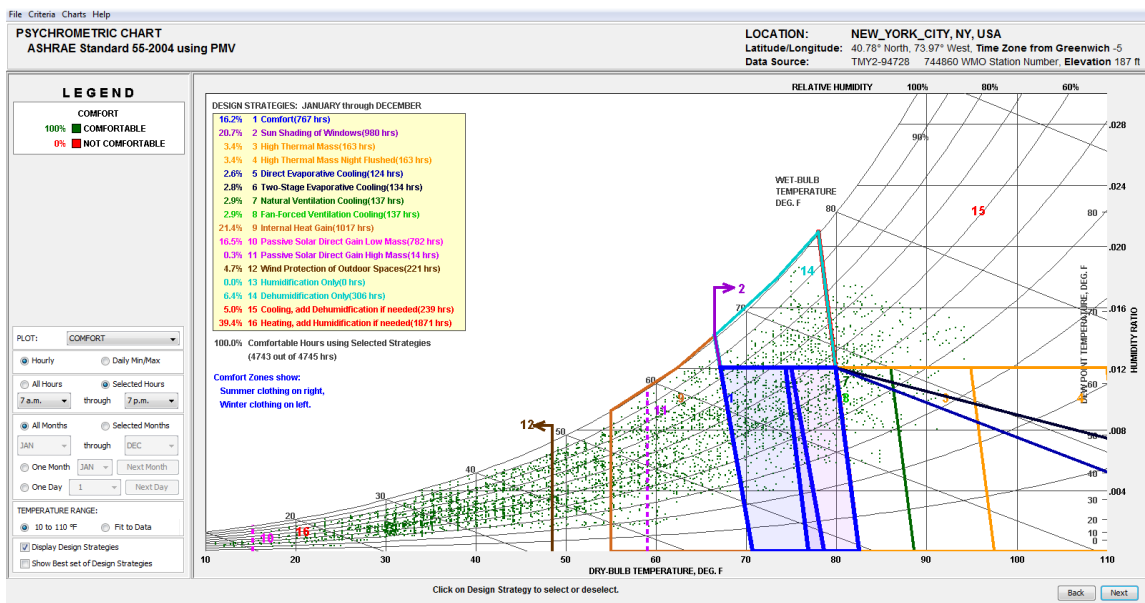 File Criteria Charts Help
PSYCHROMETRIC CHART
ASHRAE Standard 55-2004 using PMV
LOCATION: NEW_YORK_CITY, NY, USA
Latitude/Longitude: 40.78° North, 73.97° West, Time Zone from Greenwich -5
Data Source: TMY2-94728 744860 WMO Station Number, Elevation 187 ft
LEGEND
COMFORT
100% COMFORTABLE
0% NOT COMFORTABLE
PLOT: COMFORT
Hourly Daily Min/Max
All Hours Selected Hours
7 a.m. through 7 p.m.
All Months Selected Months
JAN through DEC
One Month JAN Next Month
One Day 1 Next Day
TEMPERATURE RANGE:
10 to 110 °F Fit to Data
Display Design Strategies
Show Best set of Design Strategies
DESIGN STRATEGIES: JANUARY through DECEMBER
16.2% 1 Comfort(767 hrs)
20.7% 2 Sun Shading of Windows(980 hrs)
3.4% 3 High Thermal Mass(163 hrs)
3.4% 4 High Thermal Mass Night Flushed(163 hrs)
2.6% 5 Direct Evaporative Cooling(124 hrs)
2.8% 6 Two-Stage Evaporative Cooling(134 hrs)
2.9% 7 Natural Ventilation Cooling(137 hrs)
2.9% 8 Fan-Forced Ventilation Cooling(137 hrs)
21.4% 9 Internal Heat Gain(1017 hrs)
16.5% 10 Passive Solar Direct Gain Low Mass(782 hrs)
0.3% 11 Passive Solar Direct Gain High Mass(14 hrs)
4.7% 12 Wind Protection of Outdoor Spaces(221 hrs)
0.0% 13 Humidification Only(0 hrs)
6.4% 14 Dehumidification Only(306 hrs)
5.0% 15 Cooling, add Dehumidification if needed(239 hrs)
39.4% 16 Heating, add Humidification if needed(1871 hrs)
100.0% Comfortable Hours using Selected Strategies
(4743 out of 4745 hrs)
Comfort Zones show:
Summer clothing on right,
Winter clothing on left.
RELATIVE HUMIDITY 100% 80% 60%
90%
WET-BULB
TEMPERATURE
DEG. F
80
70
60
50
40
30
20
15
2
14
12
9
11
1
7
8
10
16
.028
.024
.020
.016
.012
.008
.004
HUMIDITY RATIO
DEW POINT TEMPERATURE, DEG. F
80
70
60
50
40
30
20
10
0
10 20 30 40 50 60 70 80 90 100 110
DRY-BULB TEMPERATURE, DEG. F
Click on Design Strategy to select or deselect.
Back Next